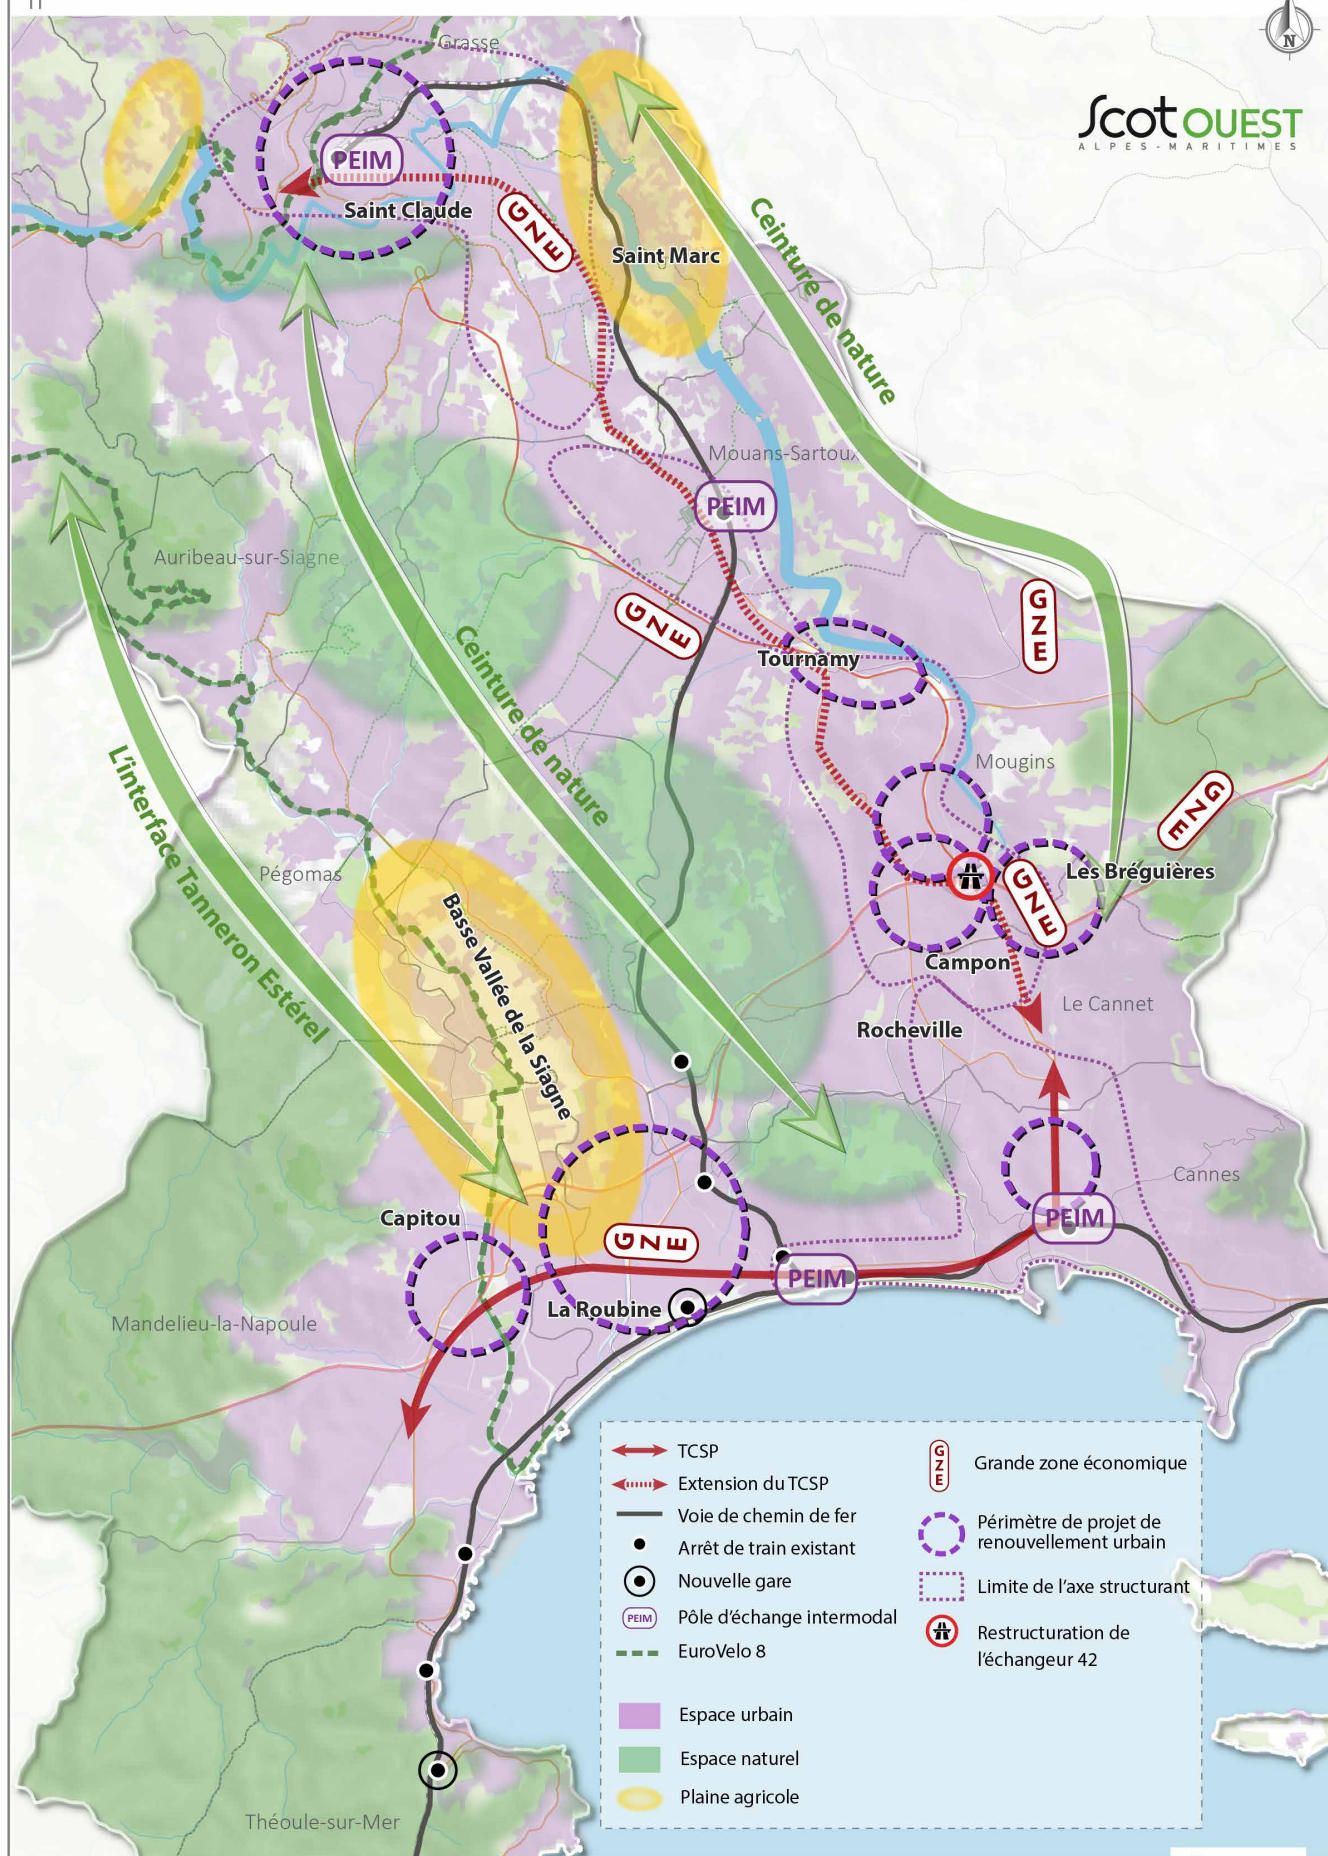 N
Scot OUEST
ALPES-MARITIMES
Grasse
PEIM
Saint Claude
GZE
Saint Marc
Ceinture de nature
Mouans-Sartoux
PEIM
Auribeau-sur-Siagne
GZE
GZE
Ceinture de nature
Tournamy
Mougins
L'interface Tanneron Estérel
GZE
Pégomas
Les Bréguières
GZE
Basse Vallée de la Siagne
Campon
Le Cannet
Rocheville
Cannes
Capitou
PEIM
GZE
PEIM
La Roubine
Mandelieu-la-Napoule
Théoule-sur-Mer
TCSP
Extension du TCSP
Voie de chemin de fer
Arrêt de train existant
Nouvelle gare
PEIM Pôle d'échange intermodal
EuroVelo 8
Espace urbain
Espace naturel
Plaine agricole
GZE Grande zone économique
Périmètre de projet de
renouvellement urbain
Limite de l'axe structurant
Restructuration de
l'échangeur 42